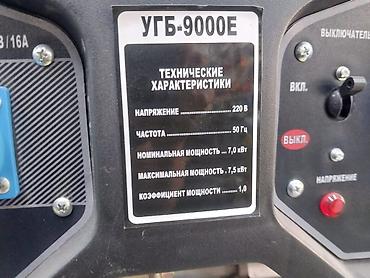 УГБ-9000Е
В/16А
ТЕХНИЧЕСКИЕ
ХАРАКТЕРИСТИКИ
НАПРЯЖЕНИЕ 220 В
ЧАСТОТА 50 Гц
НОМИНАЛЬНАЯ МОЩНОСТЬ 7,0 кВт
МАКСИМАЛЬНАЯ МОЩНОСТЬ 7,5 кВт
КОЭФФИЦИЕНТ МОЩНОСТИ 1,0
ВЫКЛЮЧАТЕЛЬ
ВКЛ.
ВЫКЛ.
НАПРЯЖЕНИЕ